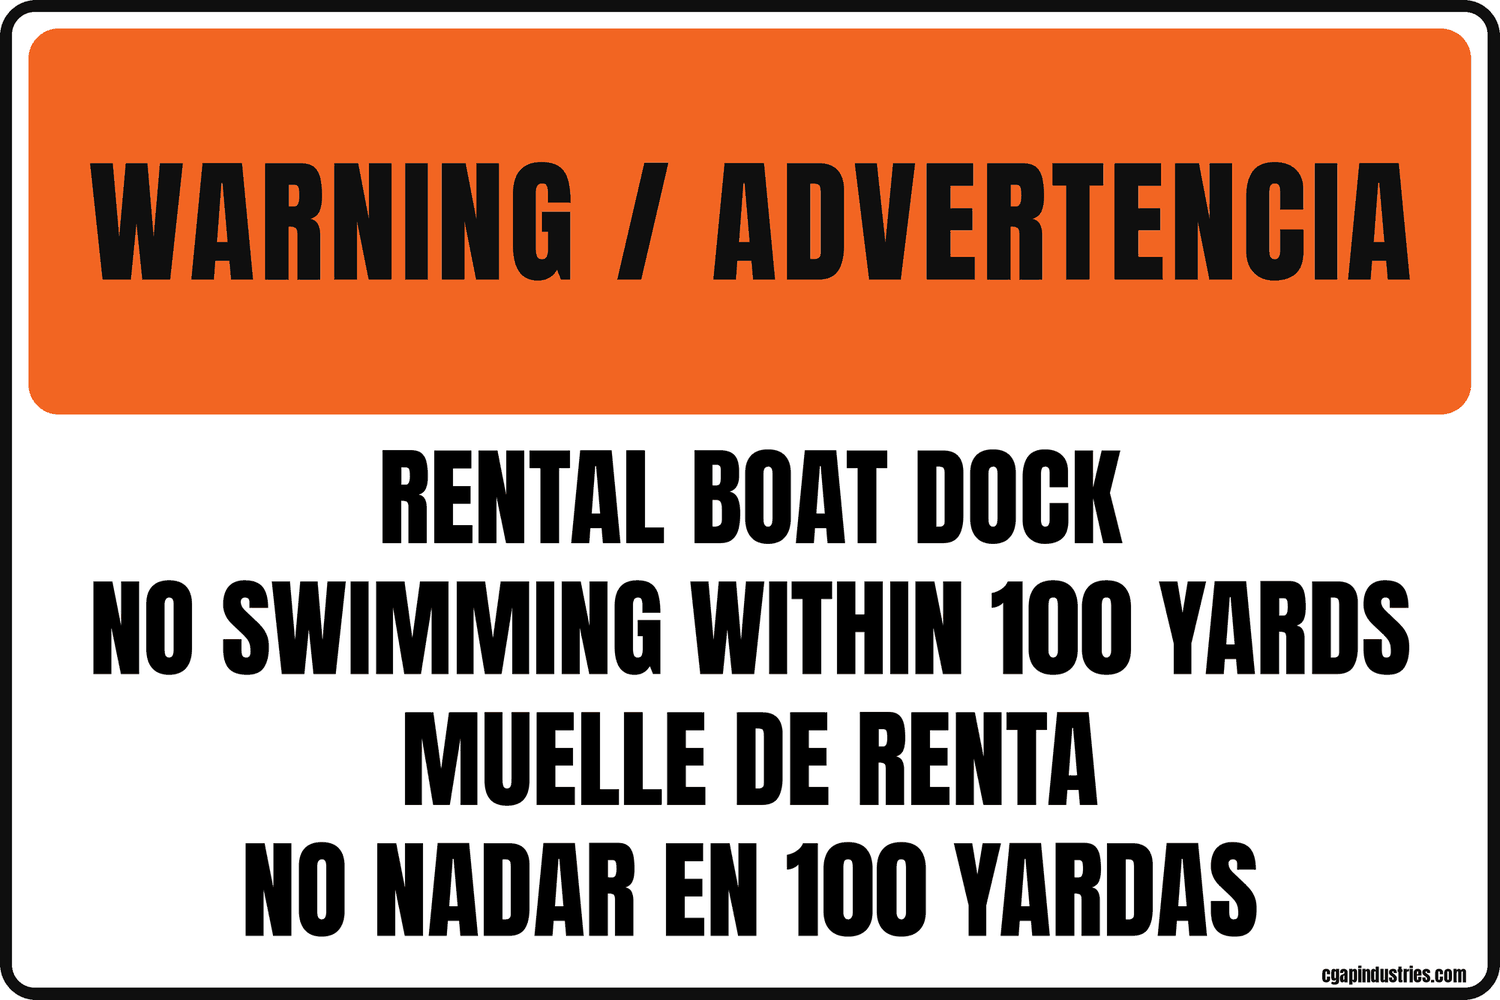 WARNING / ADVERTENCIA
RENTAL BOAT DOCK
NO SWIMMING WITHIN 100 YARDS
MUELLE DE RENTA
NO NADAR EN 100 YARDAS
cgapindustries.com